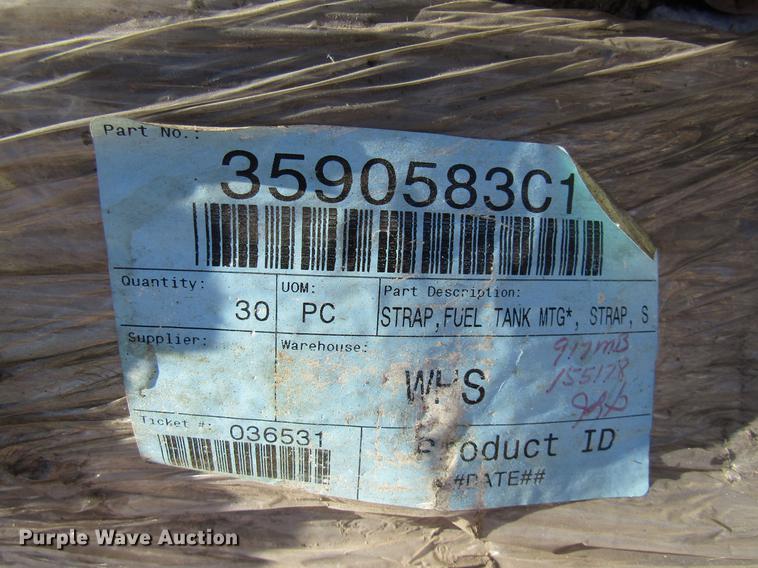 Part No.:
3590583C1
Quantity: UOM: Part Description:
30 PC STRAP,FUEL TANK MTG*, STRAP, S
Supplier: Warehouse:
917MB
WHS 155178
Ticket #: 036531
Product ID
#DATE##
Purple Wave Auction